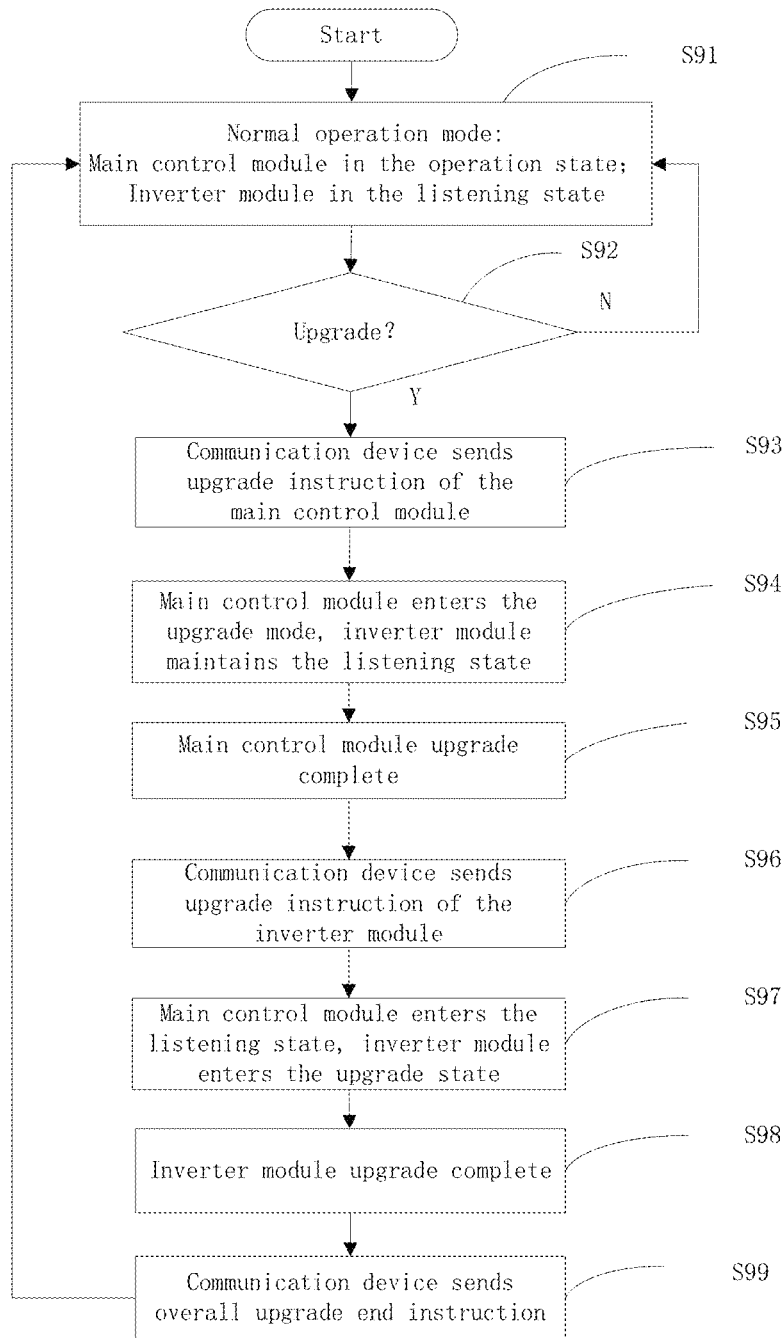 Start
S91
Normal operation mode:
Main control module in the operation state;
Inverter module in the listening state
S92
Upgrade?
N
Y
Communication device sends
upgrade instruction of the
main control module
S93
Main control module enters the
upgrade mode, inverter module
maintains the listening state
S94
Main control module upgrade
complete
S95
Communication device sends
upgrade instruction of the
inverter module
S96
Main control module enters the
listening state, inverter module
enters the upgrade state
S97
Inverter module upgrade complete
S98
Communication device sends
overall upgrade end instruction
S99